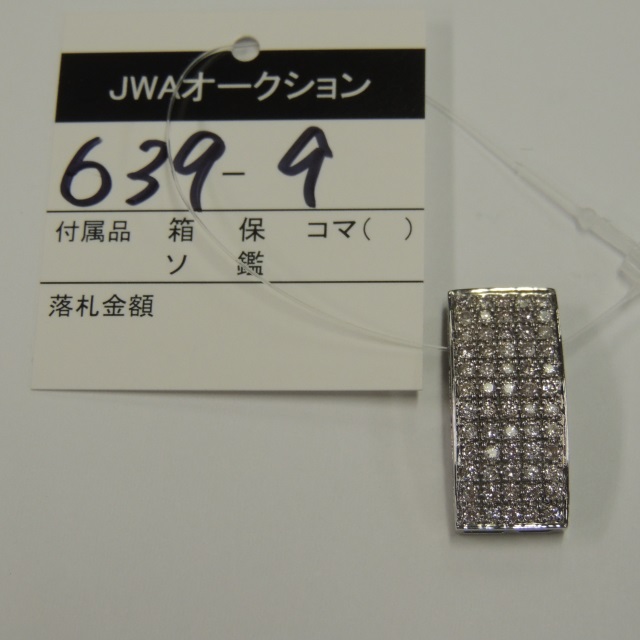 JWAオークション
639-9
付属品 箱 保 コマ( )
ソ 鑑
落札金額